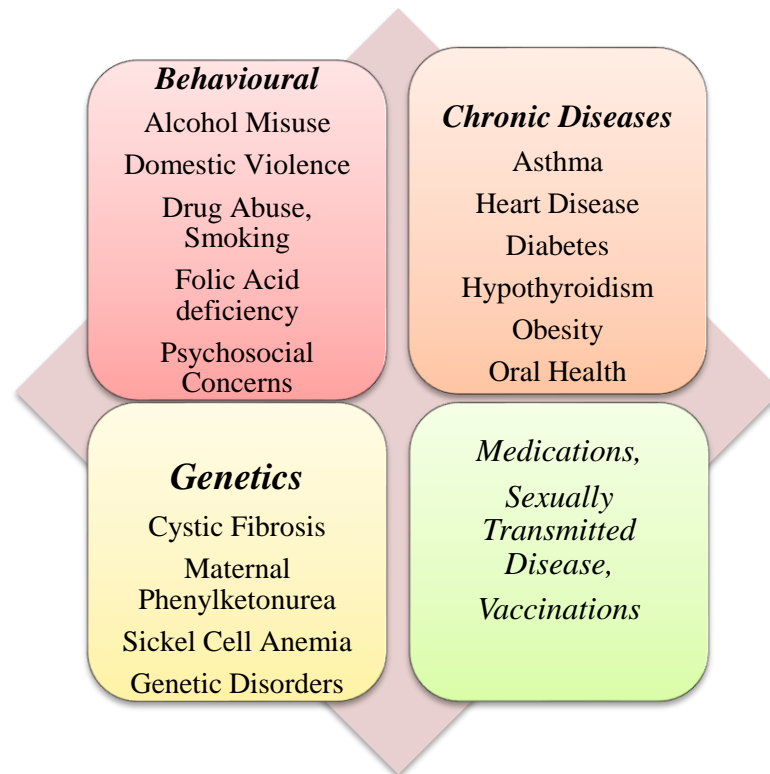 Behavioural
Alcohol Misuse
Domestic Violence
Drug Abuse,
Smoking
Folic Acid
deficiency
Psychosocial
Concerns
Chronic Diseases
Asthma
Heart Disease
Diabetes
Hypothyroidism
Obesity
Oral Health
Genetics
Cystic Fibrosis
Maternal
Phenylketonurea
Sickel Cell Anemia
Genetic Disorders
Medications,
Sexually
Transmitted
Disease,
Vaccinations